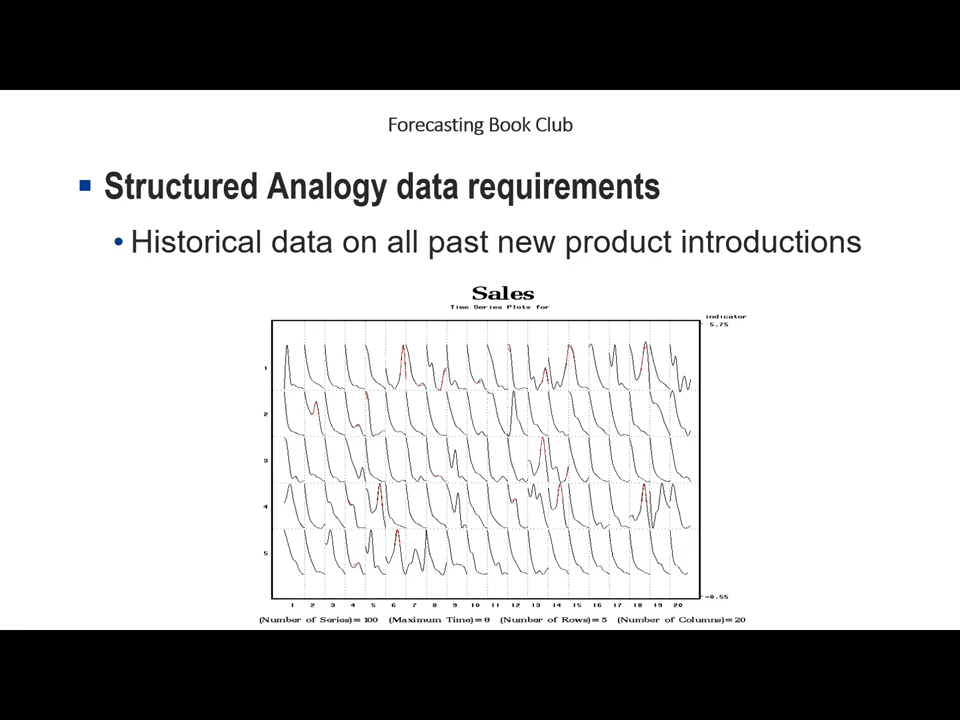 Forecasting Book Club
▪ Structured Analogy data requirements
• Historical data on all past new product introductions
Sales
Time Series Plots for
indicator
5.75
1
2
3
4
5
-0.55
1 2 3 4 5 6 7 8 9 10 11 12 13 14 15 16 17 18 19 20
(Number of Series)= 100 (Maximum Time)= 8 (Number of Rows)= 5 (Number of Columns)= 20